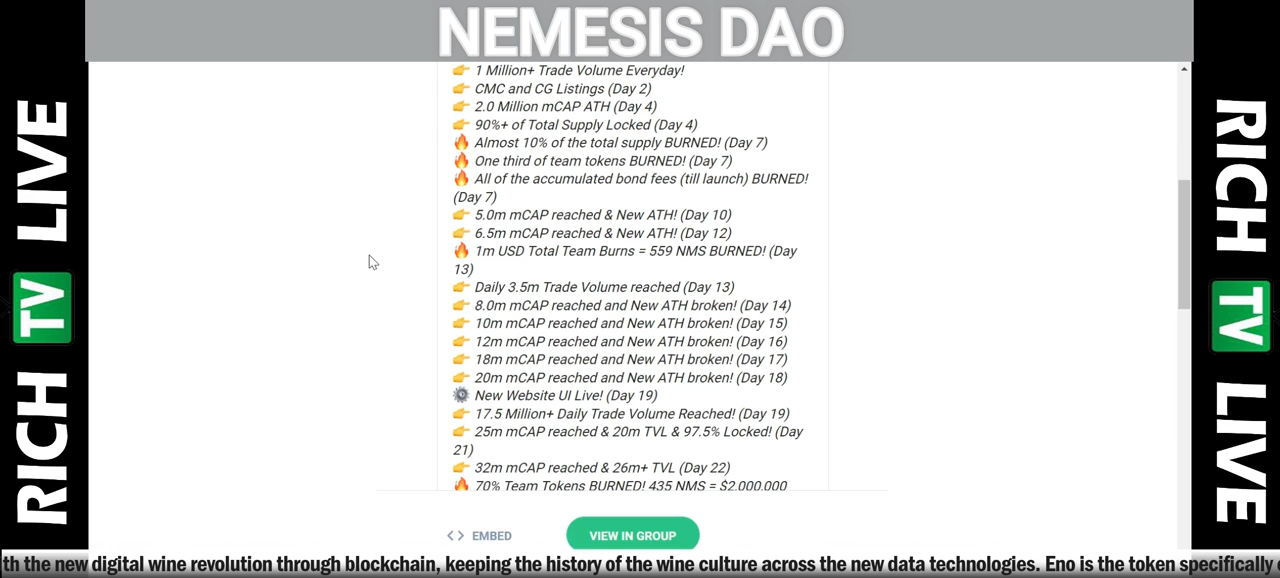 NEMESIS DAO
👉 1 Million+ Trade Volume Everyday!
👉 CMC and CG Listings (Day 2)
👉 2.0 Million mCAP ATH (Day 4)
👉 90%+ of Total Supply Locked (Day 4)
🔥 Almost 10% of the total supply BURNED! (Day 7)
🔥 One third of team tokens BURNED! (Day 7)
🔥 All of the accumulated bond fees (till launch) BURNED!
(Day 7)
👉 5.0m mCAP reached & New ATH! (Day 10)
👉 6.5m mCAP reached & New ATH! (Day 12)
🔥 1m USD Total Team Burns = 559 NMS BURNED! (Day
13)
👉 Daily 3.5m Trade Volume reached (Day 13)
👉 8.0m mCAP reached and New ATH broken! (Day 14)
👉 10m mCAP reached and New ATH broken! (Day 15)
👉 12m mCAP reached and New ATH broken! (Day 16)
👉 18m mCAP reached and New ATH broken! (Day 17)
👉 20m mCAP reached and New ATH broken! (Day 18)
⚙️ New Website UI Live! (Day 19)
👉 17.5 Million+ Daily Trade Volume Reached! (Day 19)
👉 25m mCAP reached & 20m TVL & 97.5% Locked! (Day
21)
👉 32m mCAP reached & 26m+ TVL (Day 22)
🔥 70% Team Tokens BURNED! 435 NMS = $2,000,000
EMBED
VIEW IN GROUP
RICH TV LIVE
RICH TV LIVE
th the new digital wine revolution through blockchain, keeping the history of the wine culture across the new data technologies. Eno is the token specifically